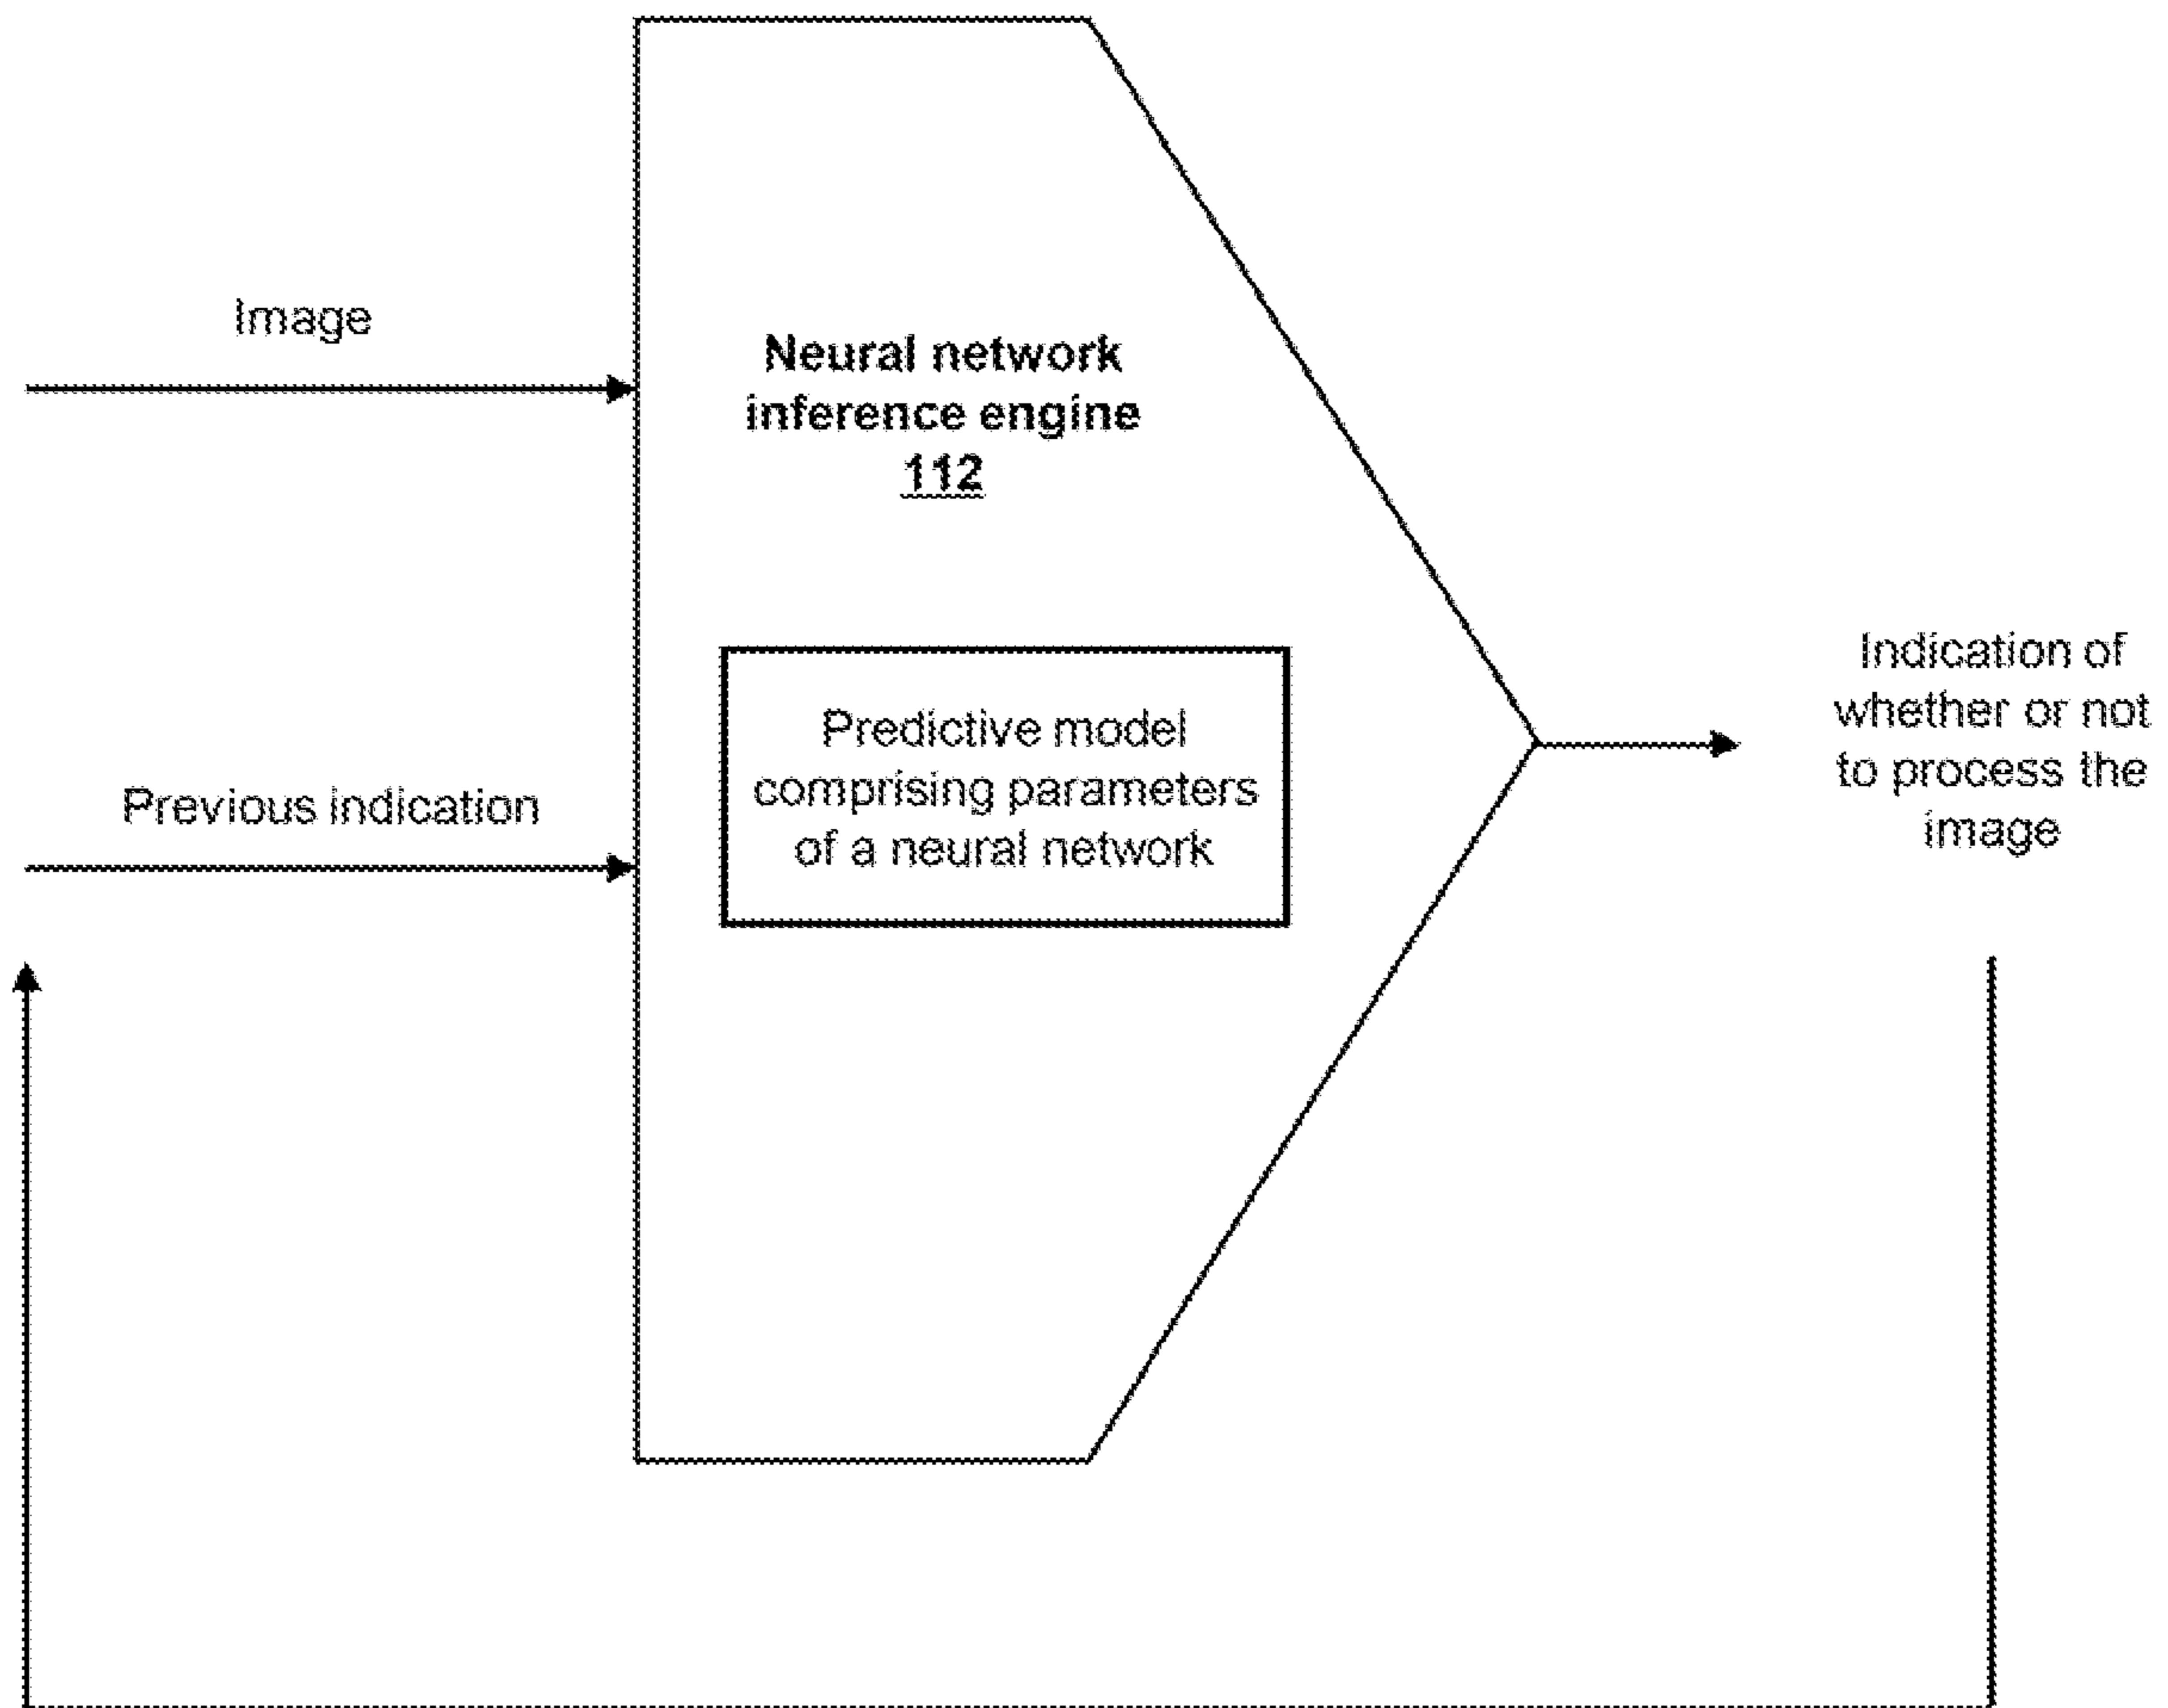 Image
Neural network
inference engine
112
Predictive model
comprising parameters
of a neural network
Previous indication
Indication of
whether or not
to process the
image